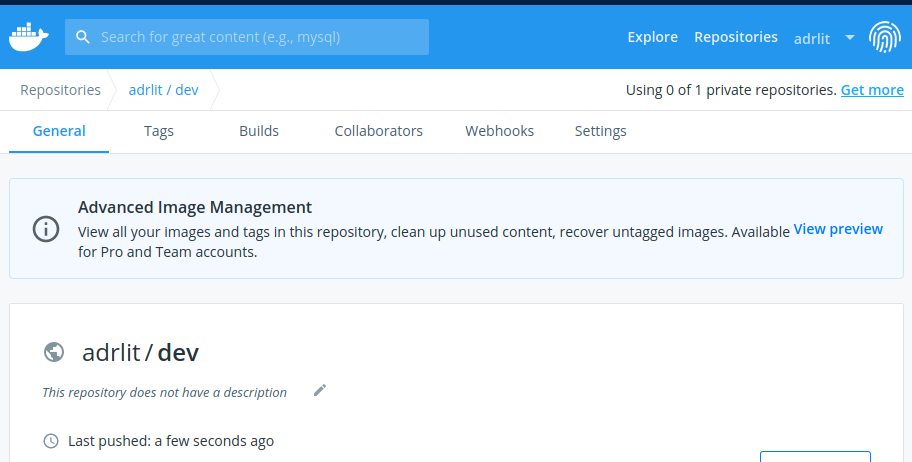 Search for great content (e.g., mysql)
Explore Repositories adrlit
Repositories adrlit / dev Using 0 of 1 private repositories. Get more
General Tags Builds Collaborators Webhooks Settings
Advanced Image Management
View all your images and tags in this repository, clean up unused content, recover untagged images. Available
for Pro and Team accounts.
View preview
adrlit / dev
This repository does not have a description
Last pushed: a few seconds ago